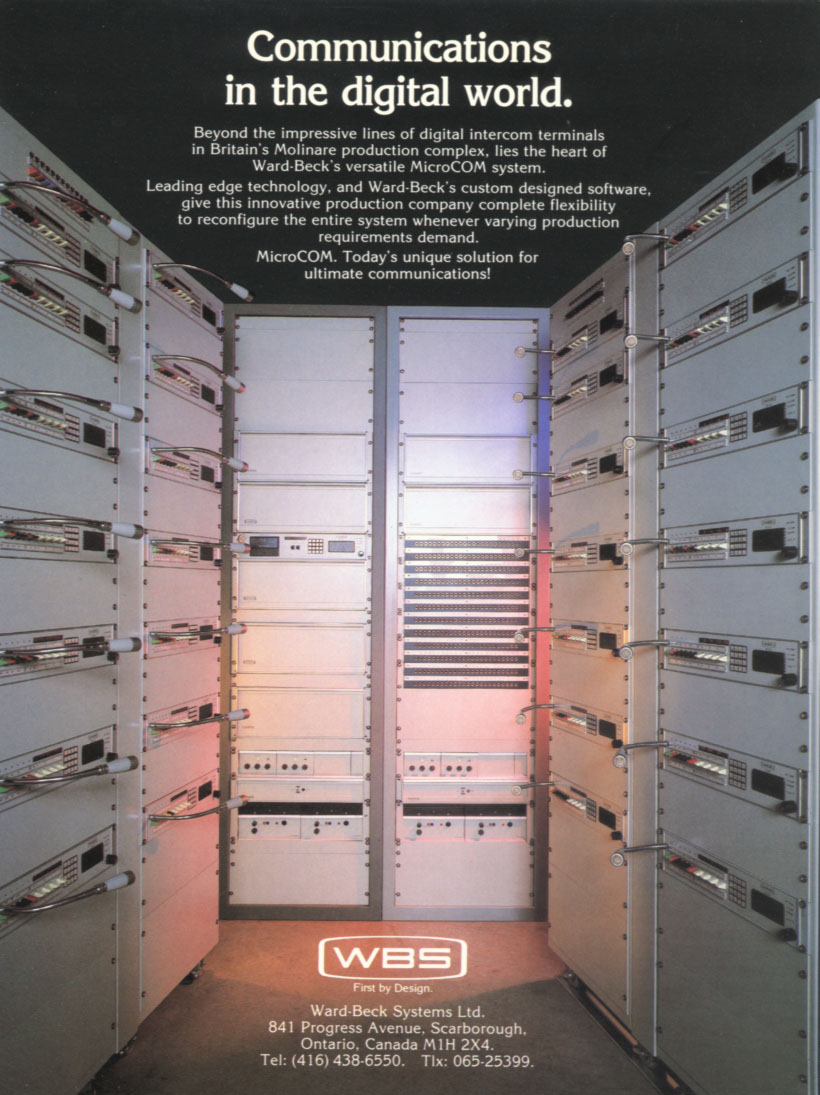 Communications
in the digital world.
Beyond the impressive lines of digital intercom terminals
in Britain's Molinare production complex, lies the heart of
Ward-Beck's versatile MicroCOM system.
Leading edge technology, and Ward-Beck's custom designed software,
give this innovative production company complete flexibility
to reconfigure the entire system whenever varying production
requirements demand.
MicroCOM. Today's unique solution for
ultimate communications!
WBS
First by Design.
Ward-Beck Systems Ltd.
841 Progress Avenue, Scarborough,
Ontario, Canada M1H 2X4.
Tel: (416) 438-6550. Tlx: 065-25399.